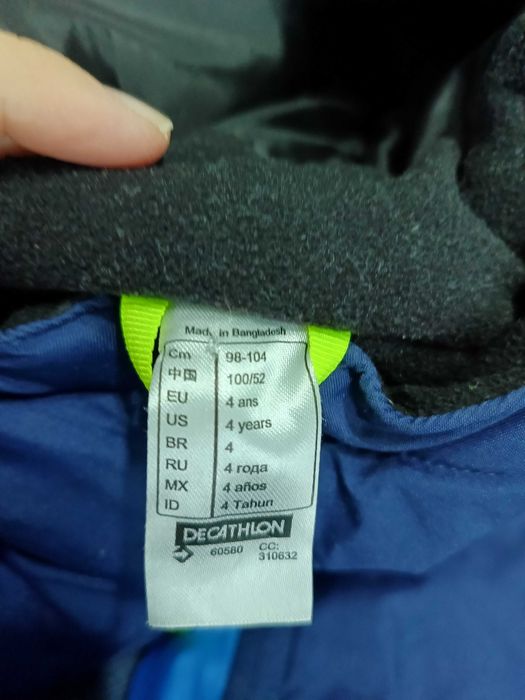 Made in Bangladesh
Cm 98-104
中国 100/52
EU 4 ans
US 4 years
BR 4
RU 4 года
MX 4 años
ID 4 Tahun
DECATHLON
60580 CC:
310632